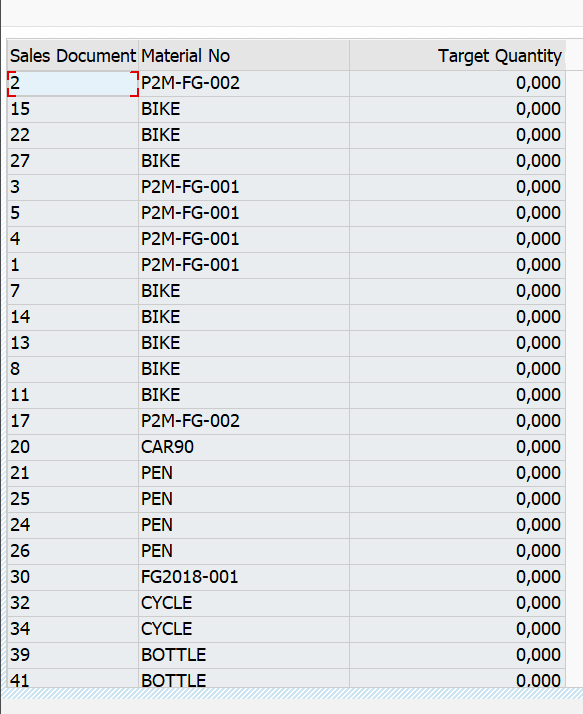 Sales Document Material No Target Quantity
2 P2M-FG-002 0,000
15 BIKE 0,000
22 BIKE 0,000
27 BIKE 0,000
3 P2M-FG-001 0,000
5 P2M-FG-001 0,000
4 P2M-FG-001 0,000
1 P2M-FG-001 0,000
7 BIKE 0,000
14 BIKE 0,000
13 BIKE 0,000
8 BIKE 0,000
11 BIKE 0,000
17 P2M-FG-002 0,000
20 CAR90 0,000
21 PEN 0,000
25 PEN 0,000
24 PEN 0,000
26 PEN 0,000
30 FG2018-001 0,000
32 CYCLE 0,000
34 CYCLE 0,000
39 BOTTLE 0,000
41 BOTTLE 0,000